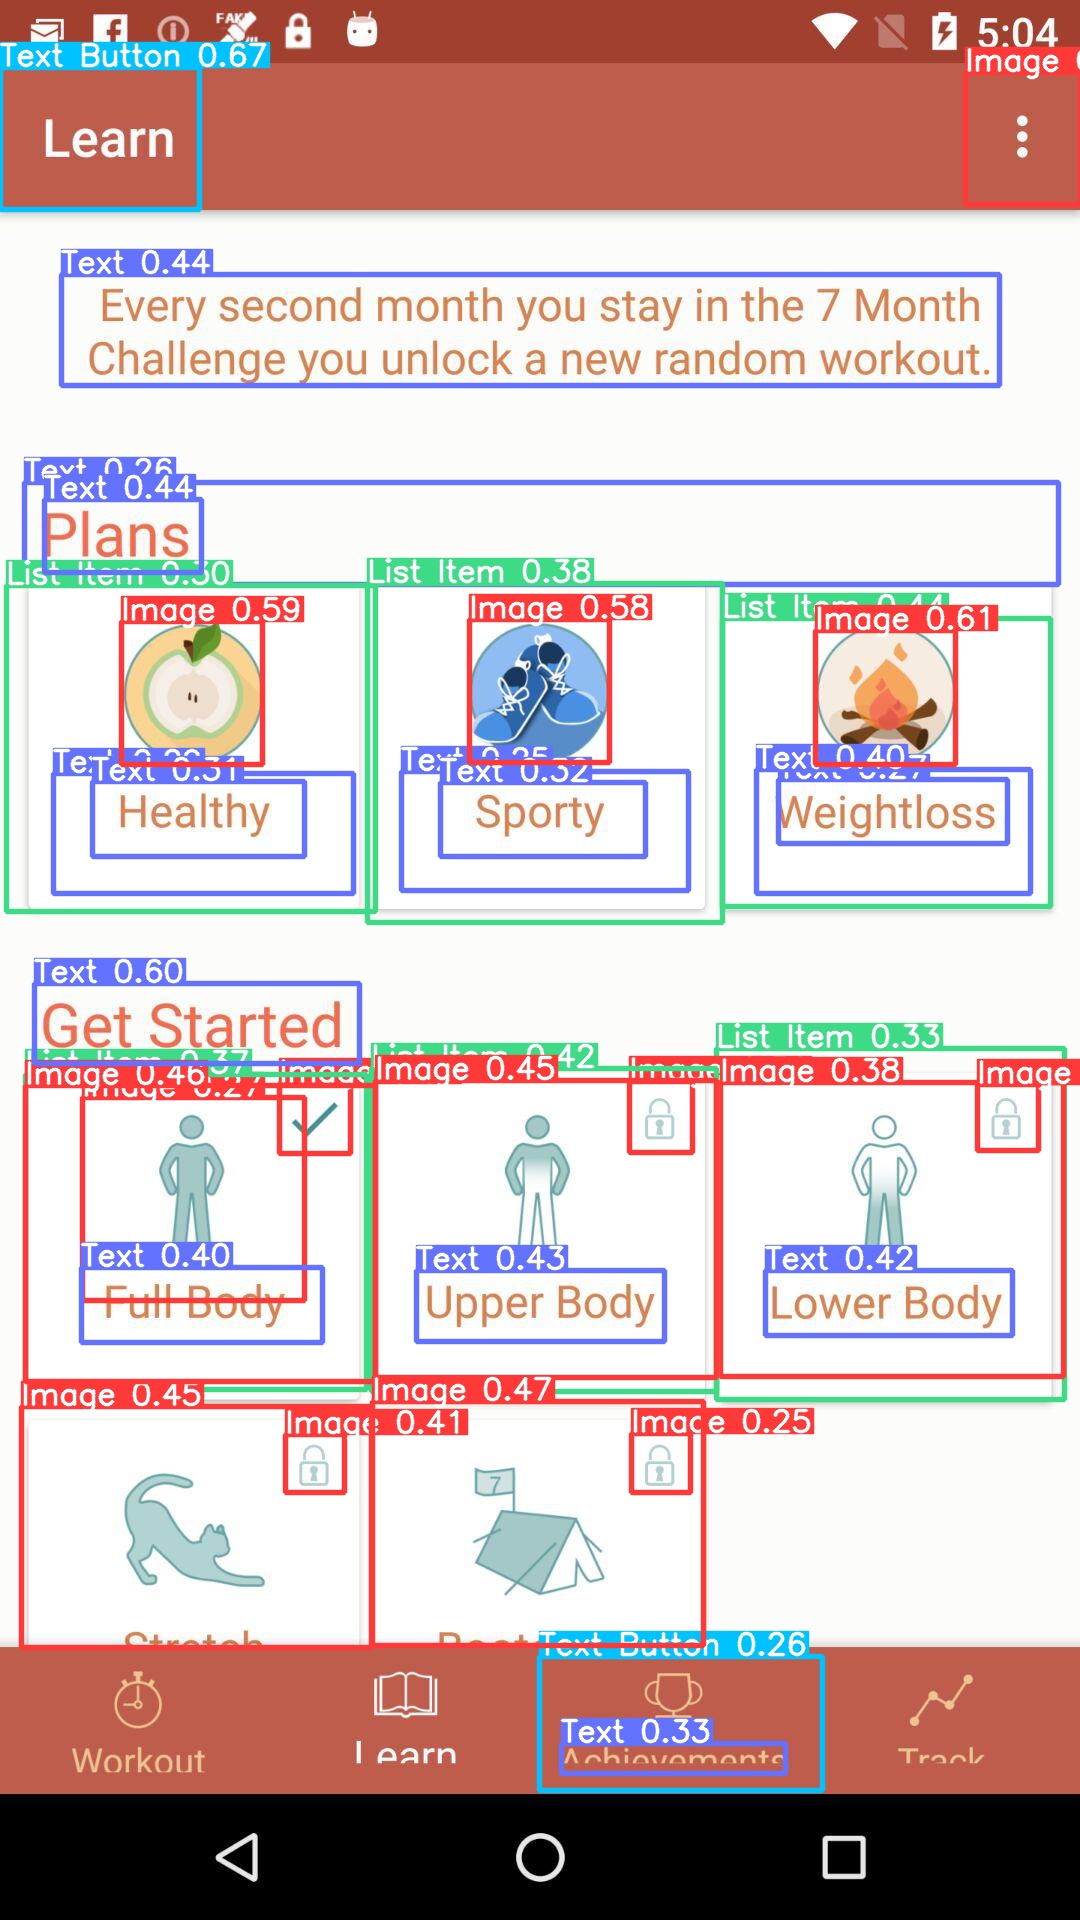 5:04
Text Button 0.67
Image
Learn
Text 0.44
Every second month you stay in the 7 Month
Challenge you unlock a new random workout.
Text 0.26
Text 0.44
Plans
List Item 0.30
List Item 0.38
List Item 0.44
Image 0.59
Image 0.58
Image 0.61
Text 0.31
Text 0.32
Text 0.40
Healthy
Sporty
Weightloss
Text 0.60
Get Started
List Item 0.33
Image 0.46
Image 0.45
Image 0.38
Image
Text 0.40
Text 0.43
Text 0.42
Full Body
Upper Body
Lower Body
Image 0.45
Image 0.47
Image 0.41
Image 0.25
7
Stretch
Text Button 0.26
Text 0.33
Workout
Learn
Achievements
Track